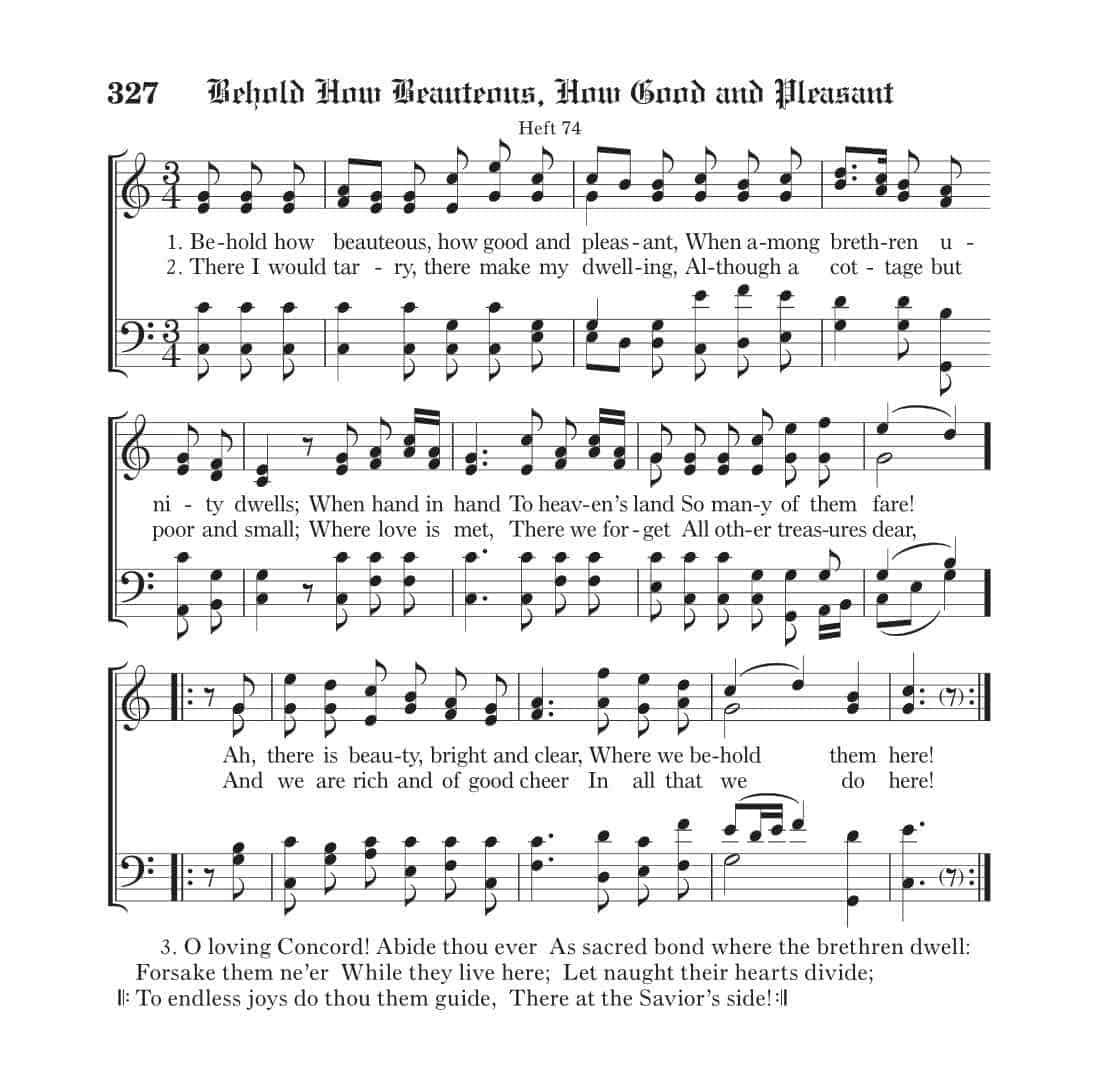 327 Behold How Beauteous, How Good and Pleasant
Heft 74
1. Be-hold how beauteous, how good and pleas-ant, When a-mong breth-ren u -
2. There I would tar - ry, there make my dwell-ing, Al-though a cot - tage but
ni - ty dwells; When hand in hand To heav-en's land So man-y of them fare!
poor and small; Where love is met, There we for-get All oth-er treas-ures dear,
Ah, there is beau-ty, bright and clear, Where we be-hold them here!
And we are rich and of good cheer In all that we do here!
3. O loving Concord! Abide thou ever As sacred bond where the brethren dwell:
Forsake them ne'er While they live here; Let naught their hearts divide;
𝄆 To endless joys do thou them guide, There at the Savior's side! 𝄇